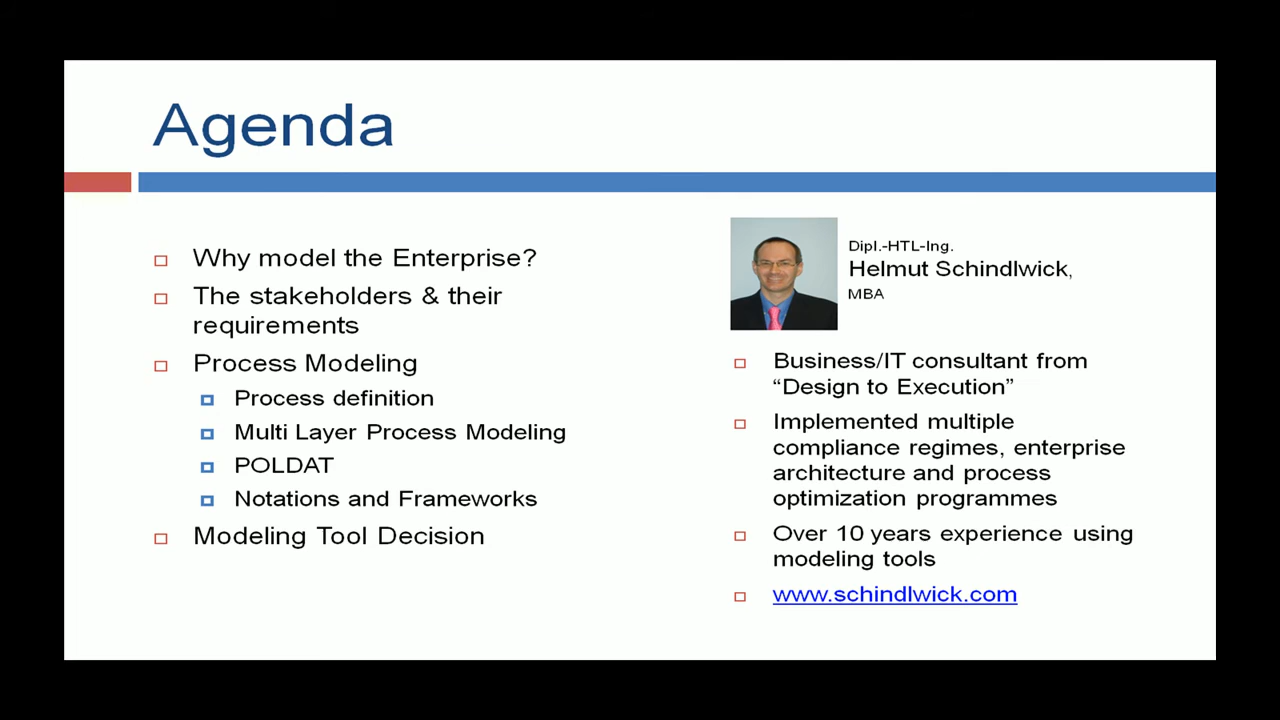 Agenda
Why model the Enterprise?
The stakeholders & their
requirements
Process Modeling
Process definition
Multi Layer Process Modeling
POLDAT
Notations and Frameworks
Modeling Tool Decision
Dipl.-HTL-Ing.
Helmut Schindlwick,
MBA
Business/IT consultant from
“Design to Execution”
Implemented multiple
compliance regimes, enterprise
architecture and process
optimization programmes
Over 10 years experience using
modeling tools
www.schindlwick.com